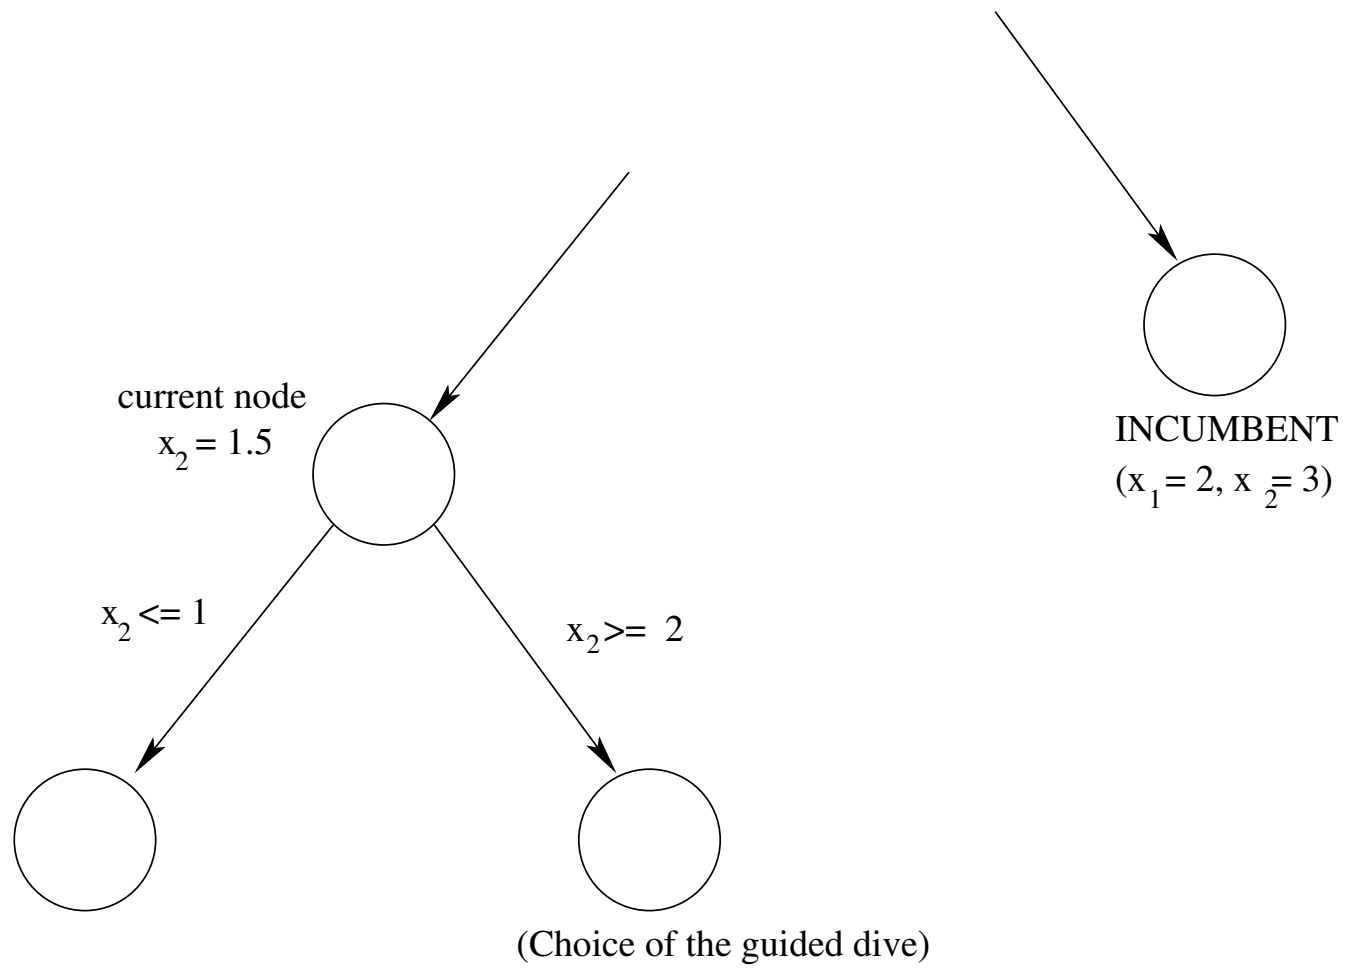 current node
x2 = 1.5
INCUMBENT
(x1 = 2, x2 = 3)
x2 <= 1
x2 >= 2
(Choice of the guided dive)